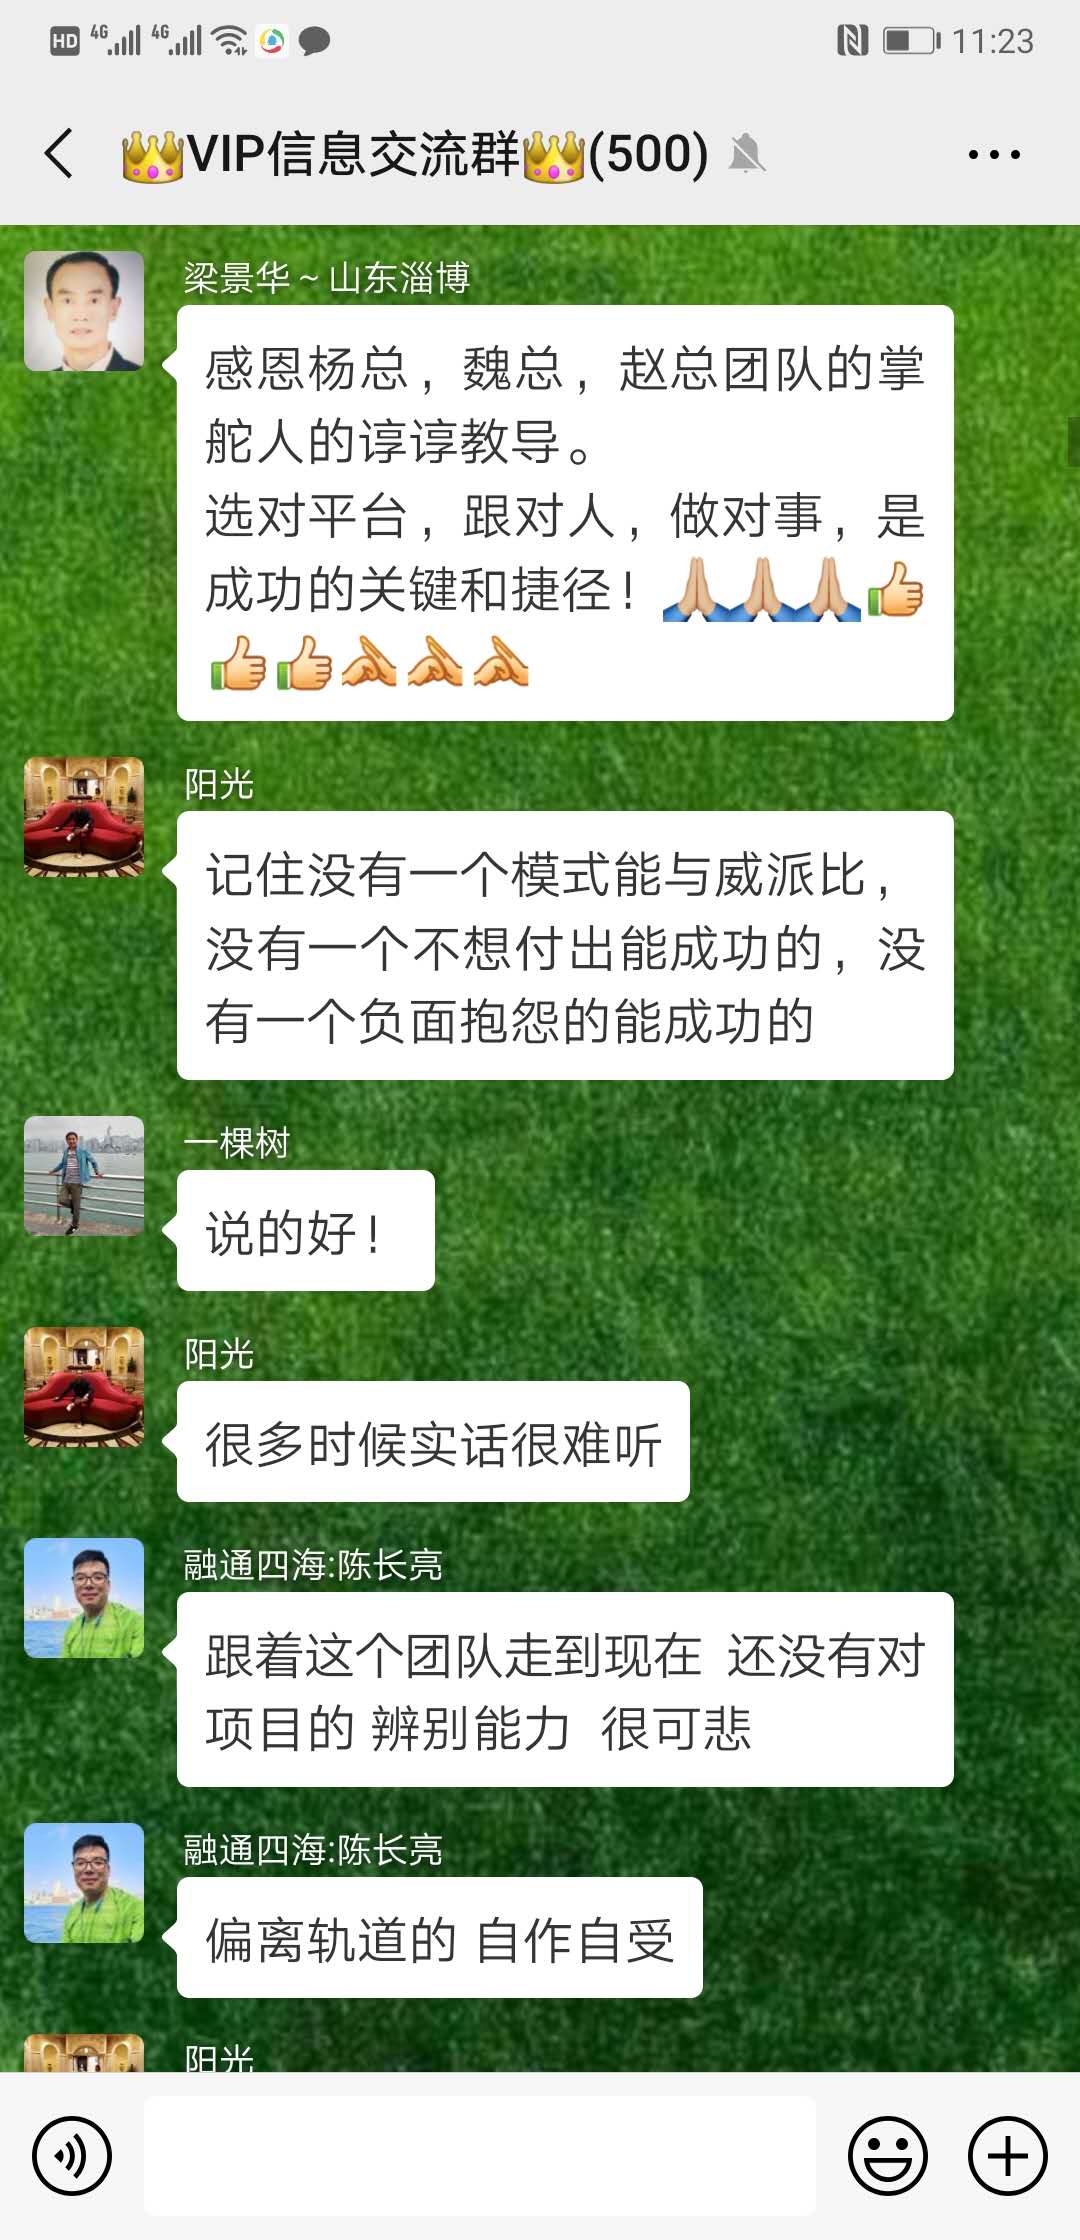 HD 4G 4G 11:23
👑VIP信息交流群👑(500)
梁景华~山东淄博
感恩杨总，魏总，赵总团队的掌
舵人的谆谆教导。
选对平台，跟对人，做对事，是
成功的关键和捷径！🙏🙏🙏👍
👍👍
阳光
记住没有一个模式能与威派比，
没有一个不想付出能成功的，没
有一个负面抱怨的能成功的
一棵树
说的好！
阳光
很多时候实话很难听
融通四海:陈长亮
跟着这个团队走到现在 还没有对
项目的 辨别能力 很可悲
融通四海:陈长亮
偏离轨道的 自作自受
阳光